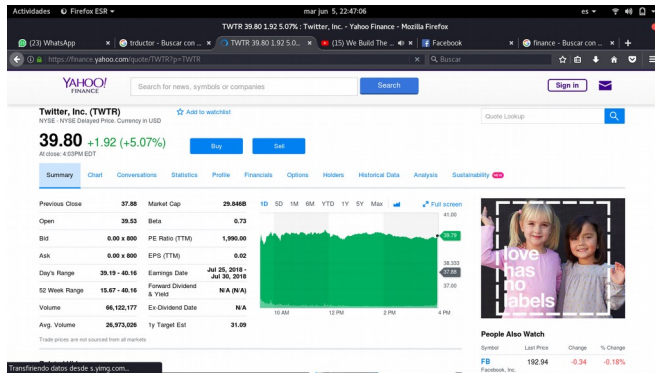 Actividades Firefox ESR mar jun 5, 22:47:06 es
TWTR 39.80 1.92 5.07% : Twitter, Inc. - Yahoo Finance - Mozilla Firefox
(23) WhatsApp × trductor - Buscar con ... × TWTR 39.80 1.92 5.0... × (15) We Build The ... × Facebook × finance - Buscar con ... × +
https://finance.yahoo.com/quote/TWTR?p=TWTR Buscar
YAHOO!
FINANCE
Search for news, symbols or companies Search Sign in
Twitter, Inc. (TWTR) Add to watchlist
NYSE - NYSE Delayed Price. Currency in USD
Quote Lookup
39.80 +1.92 (+5.07%)
At close: 4:03PM EDT
Buy Sell
Summary Chart Conversations Statistics Profile Financials Options Holders Historical Data Analysis Sustainability NEW
Previous Close 37.88 Market Cap 29.846B 1D 5D 1M 6M YTD 1Y 5Y Max Full screen
Open 39.53 Beta 0.73 41.00
Bid 0.00 x 800 PE Ratio (TTM) 1,990.00 39.79
Ask 0.00 x 800 EPS (TTM) 0.02 38.333
Day's Range 39.19 - 40.16 Earnings Date Jul 25, 2018 - Jul 30, 2018 37.88
52 Week Range 15.67 - 40.16 Forward Dividend & Yield N/A (N/A) 37.00
Volume 66,122,177 Ex-Dividend Date N/A
10 AM 12 PM 2 PM 4 PM
Avg. Volume 26,973,026 1y Target Est 31.09
Trade prices are not sourced from all markets
love
has
no
labels
People Also Watch
Symbol Last Price Change % Change
FB 192.94 -0.34 -0.18%
Facebook, Inc.
Transfiriendo datos desde s.yimg.com...